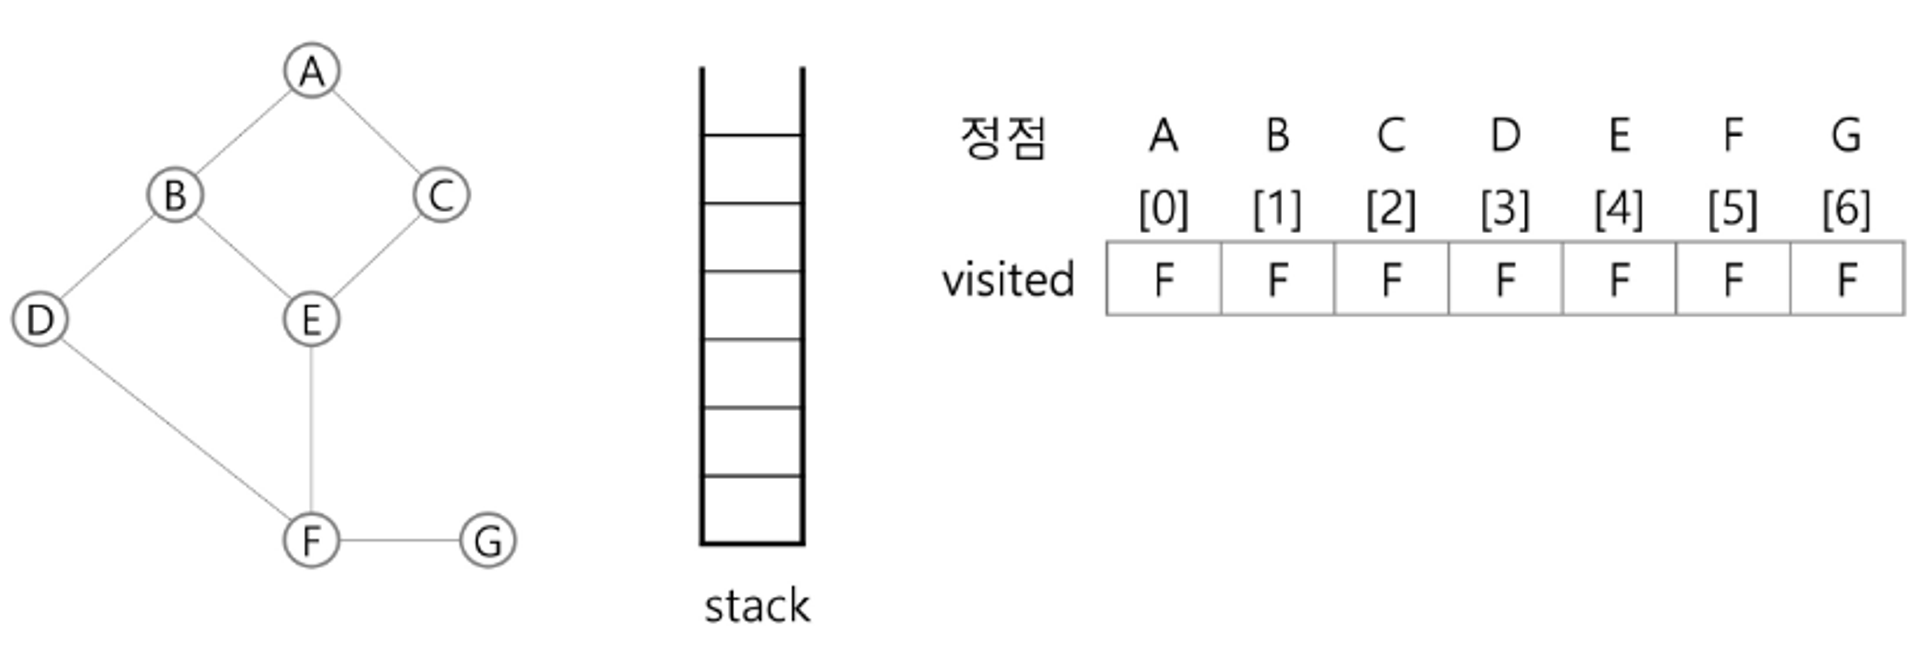 A
B C
D E
F G
stack
정점 A B C D E F G
[0] [1] [2] [3] [4] [5] [6]
visited F F F F F F F